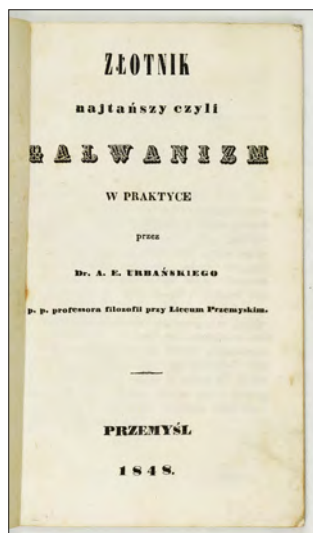 ZŁOTNIK
najtańszy czyli
GALWANIZM
W PRAKTYCE
przez
Dr. A. E. URBAŃSKIEGO
p. p. professora filozofii przy Liceum Przemyskim.
PRZEMYŚL
1848.